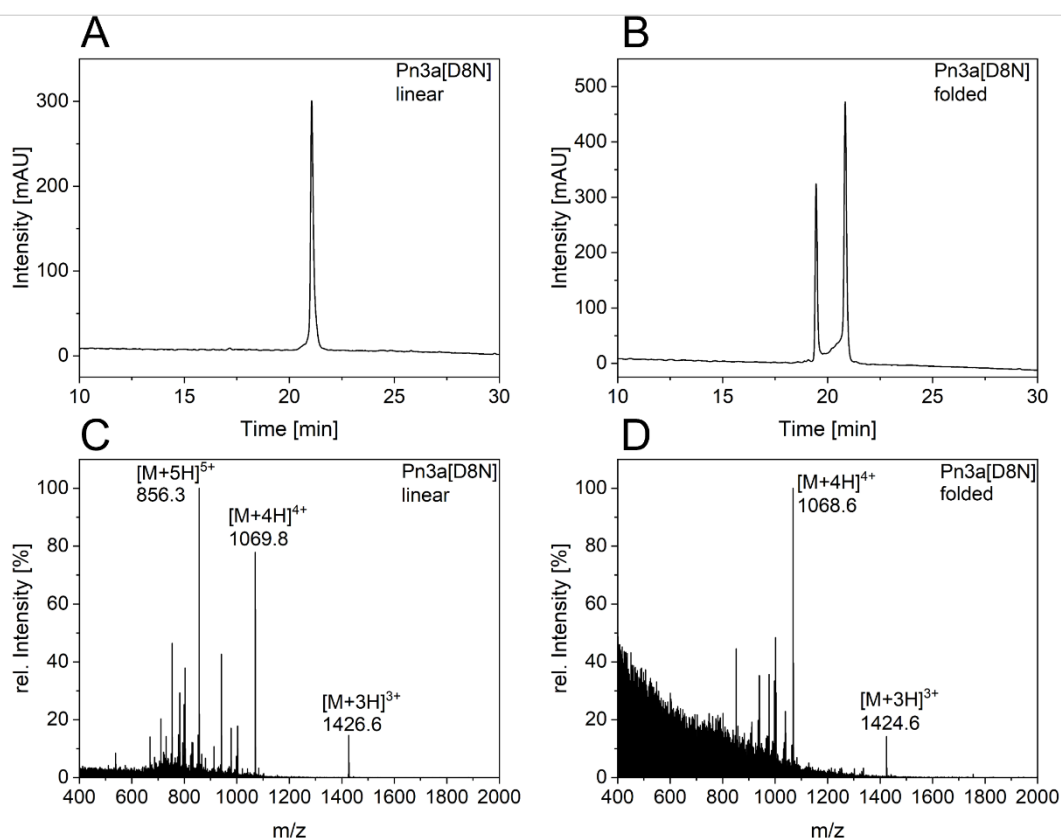 A
Pn3a[D8N]
linear
300
200
100
0
Intensity [mAU]
10 15 20 25 30
Time [min]
B
Pn3a[D8N]
folded
500
400
300
200
100
0
Intensity [mAU]
10 15 20 25 30
Time [min]
C
Pn3a[D8N]
linear
[M+5H]⁵⁺
856.3
[M+4H]⁴⁺
1069.8
[M+3H]³⁺
1426.6
100
80
60
40
20
0
rel. Intensity [%]
400 600 800 1000 1200 1400 1600 1800 2000
m/z
D
Pn3a[D8N]
folded
[M+4H]⁴⁺
1068.6
[M+3H]³⁺
1424.6
100
80
60
40
20
0
rel. Intensity [%]
400 600 800 1000 1200 1400 1600 1800 2000
m/z